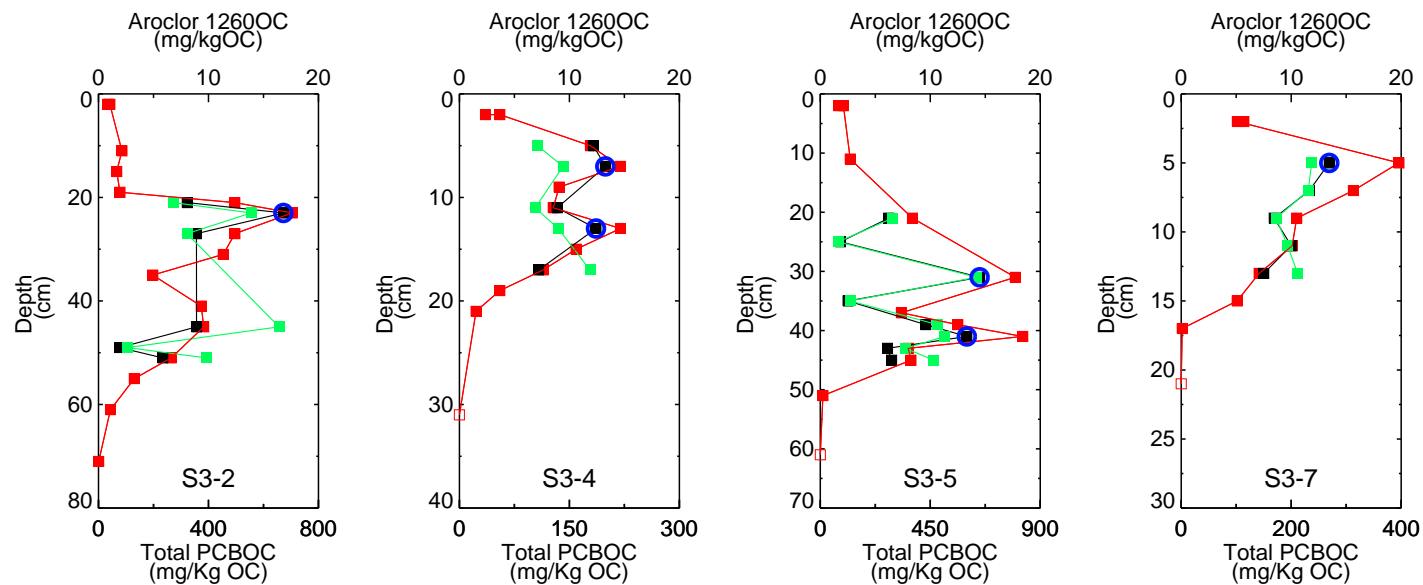 Aroclor 1260OC
(mg/kgOC)
0 10 20
0
20
40
60
80
Depth
(cm)
S3-2
0 400 800
Total PCBOC
(mg/Kg OC)
Aroclor 1260OC
(mg/kgOC)
0 10 20
0
10
20
30
40
Depth
(cm)
S3-4
0 150 300
Total PCBOC
(mg/Kg OC)
Aroclor 1260OC
(mg/kgOC)
0 10 20
0
10
20
30
40
50
60
70
Depth
(cm)
S3-5
0 450 900
Total PCBOC
(mg/Kg OC)
Aroclor 1260OC
(mg/kgOC)
0 10 20
0
5
10
15
20
25
30
Depth
(cm)
S3-7
0 200 400
Total PCBOC
(mg/Kg OC)